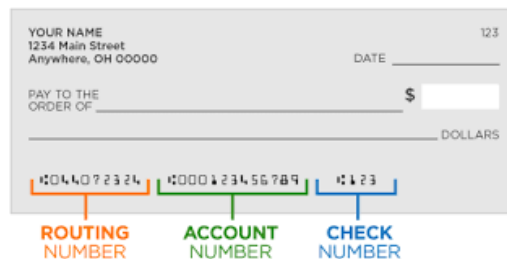 YOUR NAME 123
1234 Main Street
Anywhere, OH 00000
DATE
PAY TO THE
ORDER OF $
DOLLARS
⑆044072324 ⑆000123456789 ⑆123
ROUTING NUMBER
ACCOUNT NUMBER
CHECK NUMBER